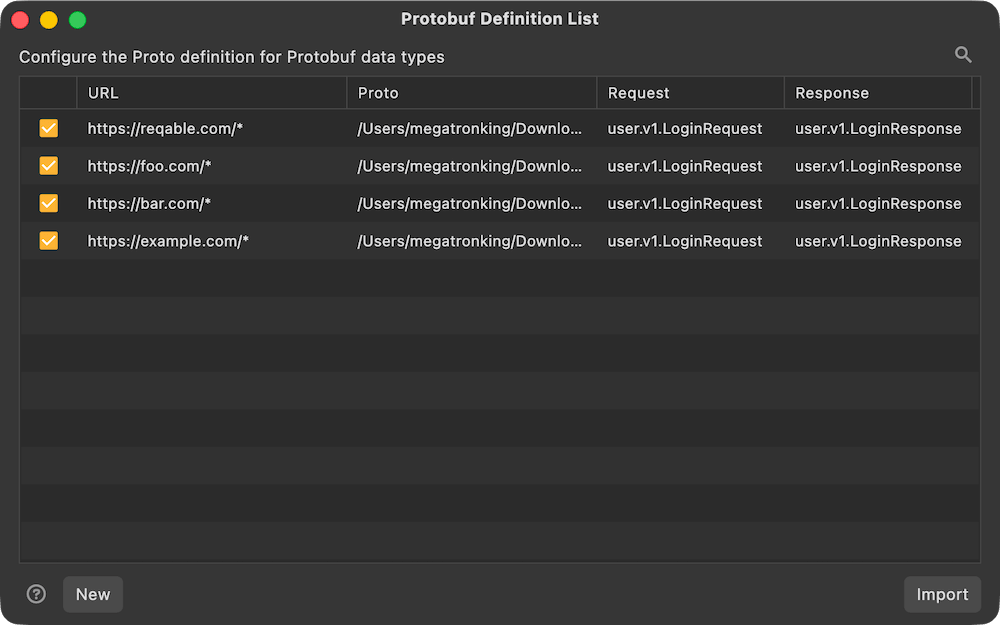 Protobuf Definition List
Configure the Proto definition for Protobuf data types
URL Proto Request Response
https://reqable.com/* /Users/megatronking/Downlo... user.v1.LoginRequest user.v1.LoginResponse
https://foo.com/* /Users/megatronking/Downlo... user.v1.LoginRequest user.v1.LoginResponse
https://bar.com/* /Users/megatronking/Downlo... user.v1.LoginRequest user.v1.LoginResponse
https://example.com/* /Users/megatronking/Downlo... user.v1.LoginRequest user.v1.LoginResponse
? New Import